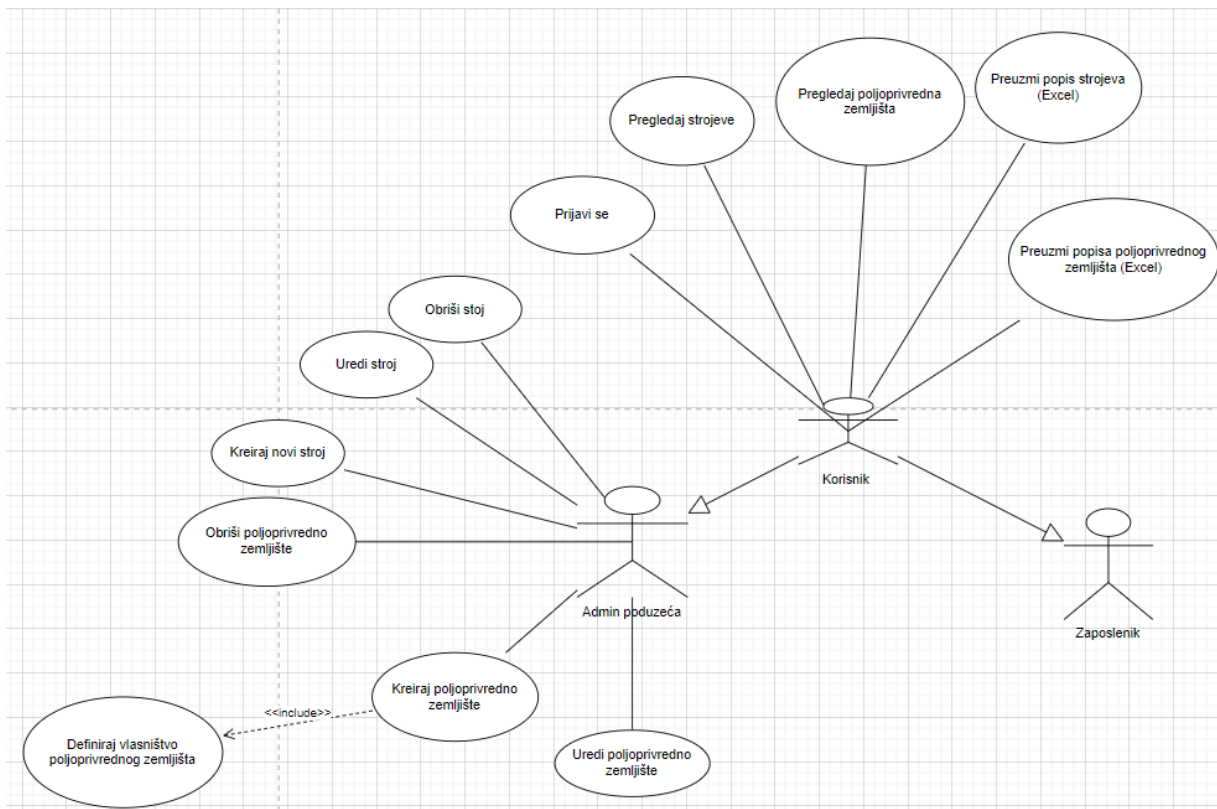 Preuzmi popis strojeva
(Excel)
Pregledaj poljoprivredna
zemljišta
Pregledaj strojeve
Prijavi se
Preuzmi popisa poljoprivrednog
zemljišta (Excel)
Obriši stoj
Uredi stroj
Kreiraj novi stroj
Korisnik
Obriši poljoprivredno
zemljište
Admin poduzeća
Zaposlenik
Kreiraj poljoprivredno
zemljište
<<include>>
Definiraj vlasništvo
poljoprivrednog zemljišta
Uredi poljoprivredno
zemljište